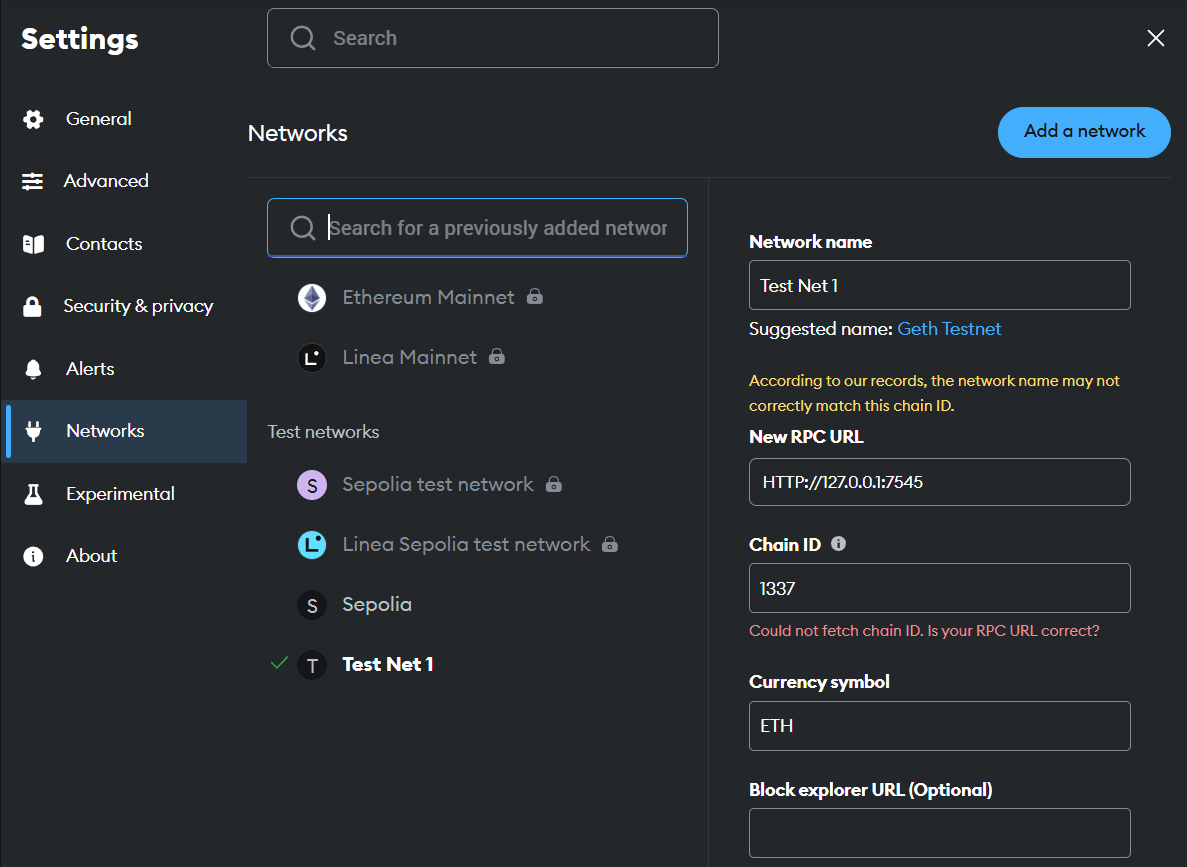 Settings
Search
General
Advanced
Contacts
Security & privacy
Alerts
Networks
Experimental
About
Networks
Add a network
Search for a previously added networ
Ethereum Mainnet
L Linea Mainnet
Test networks
S Sepolia test network
L Linea Sepolia test network
S Sepolia
T Test Net 1
Network name
Test Net 1
Suggested name: Geth Testnet
According to our records, the network name may not
correctly match this chain ID.
New RPC URL
HTTP://127.0.0.1:7545
Chain ID
1337
Could not fetch chain ID. Is your RPC URL correct?
Currency symbol
ETH
Block explorer URL (Optional)